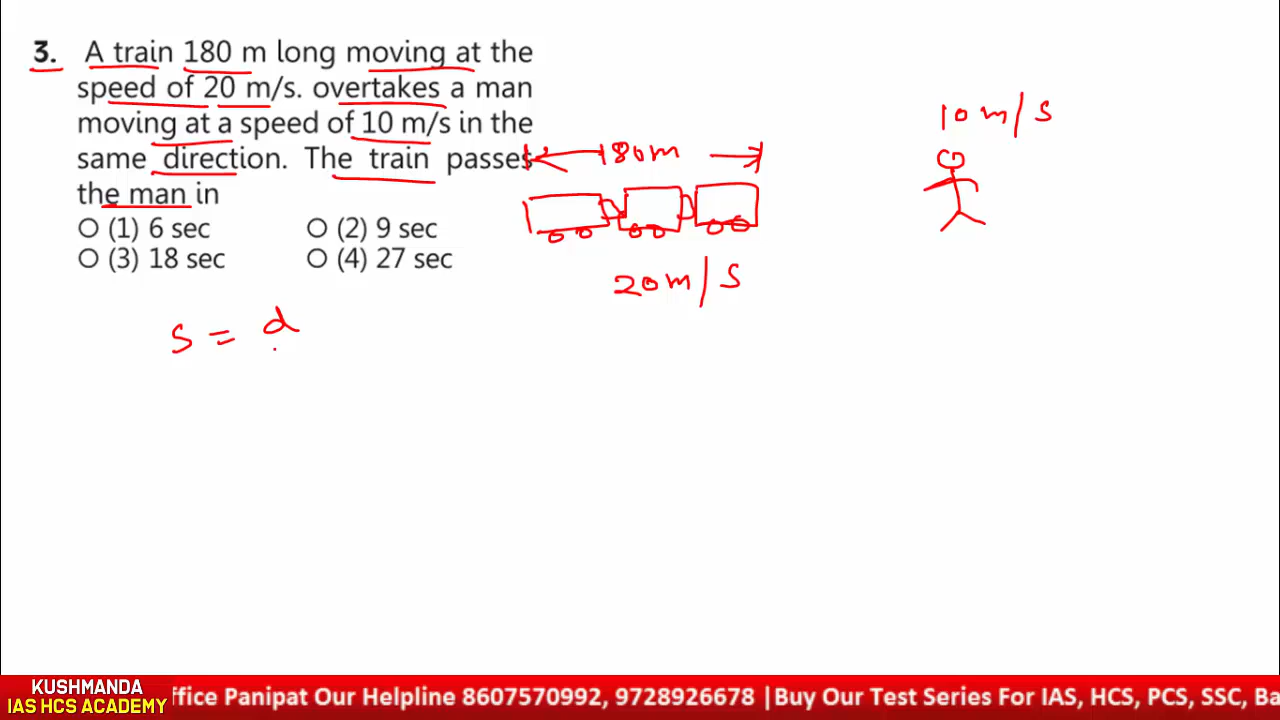 3. A train 180 m long moving at the
speed of 20 m/s. overtakes a man
moving at a speed of 10 m/s in the
same direction. The train passes
the man in
(1) 6 sec (2) 9 sec
(3) 18 sec (4) 27 sec
10 m/s
180m
20m/s
s = d
KUSHMANDA
IAS HCS ACADEMY
ffice Panipat Our Helpline 8607570992, 9728926678 |Buy Our Test Series For IAS, HCS, PCS, SSC, Ba